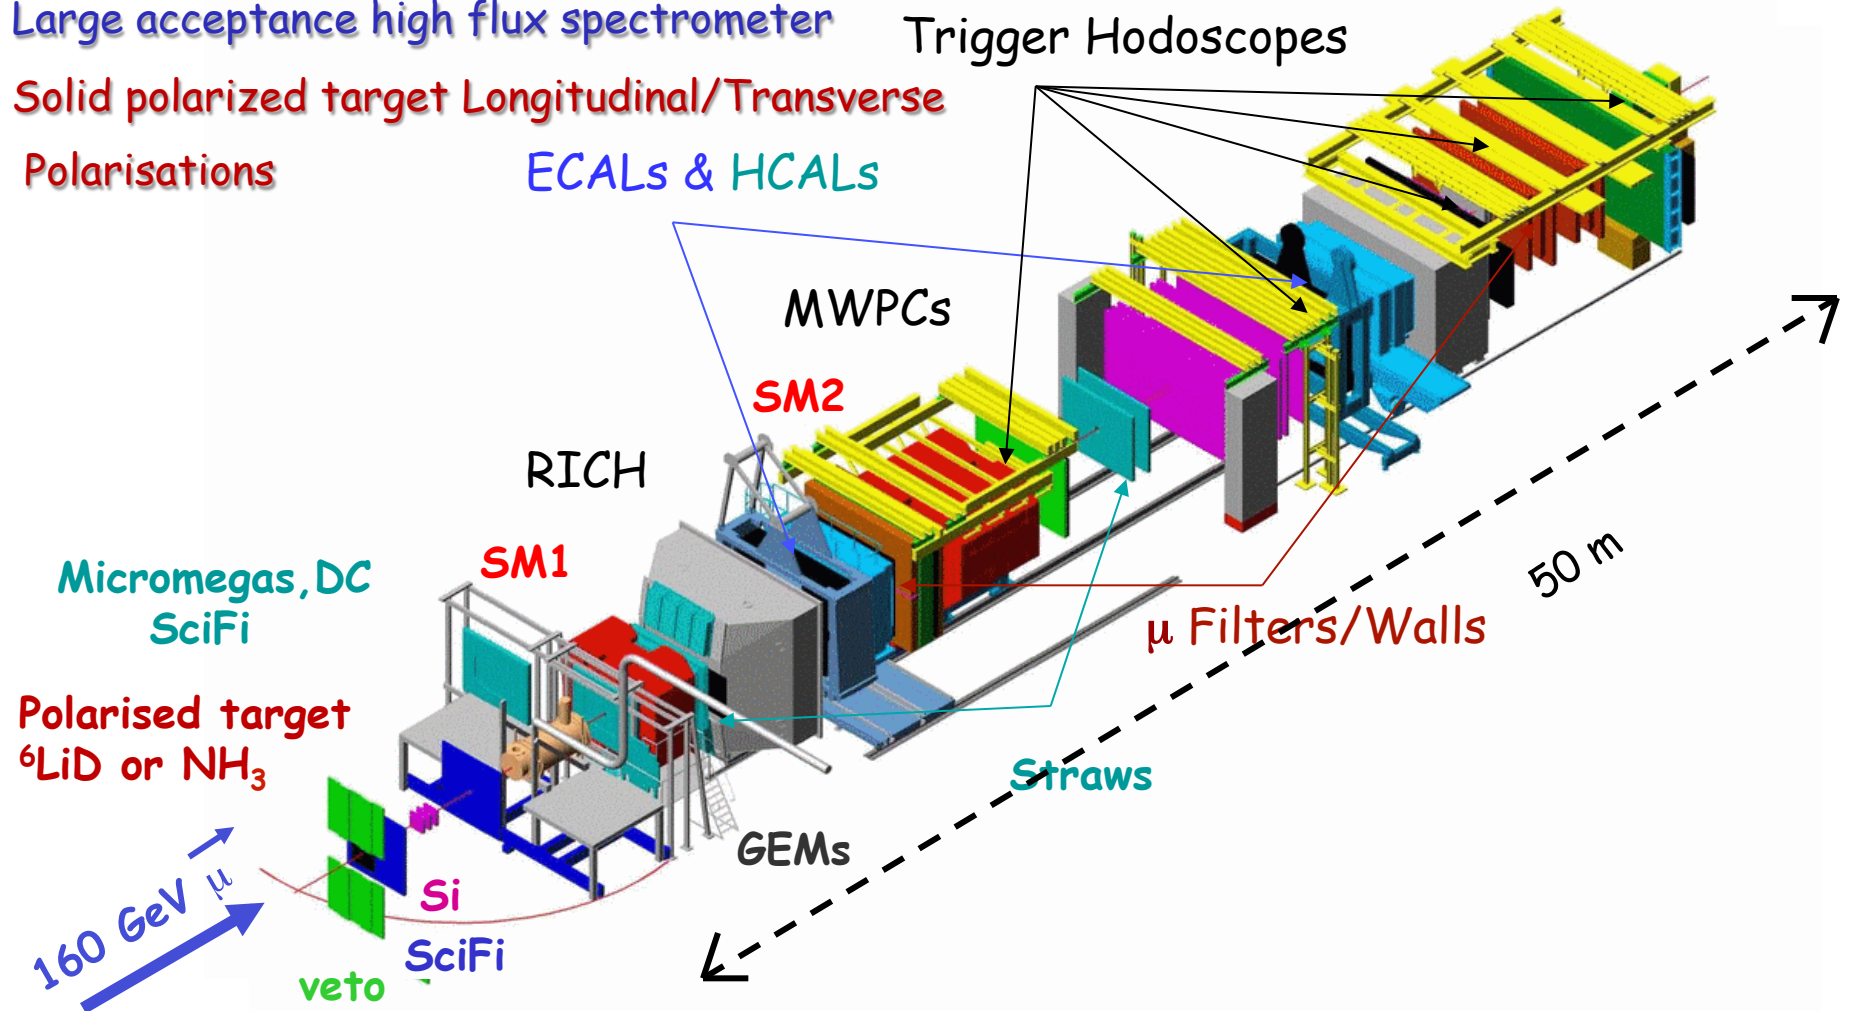 Large acceptance high flux spectrometer
Trigger Hodoscopes
Solid polarized target Longitudinal/Transverse
Polarisations
ECALs & HCALs
MWPCs
SM2
RICH
SM1
Micromegas,DC
SciFi
50 m
μ Filters/Walls
Polarised target
⁶LiD or NH₃
Straws
GEMs
160 GeV μ
Si
SciFi
veto